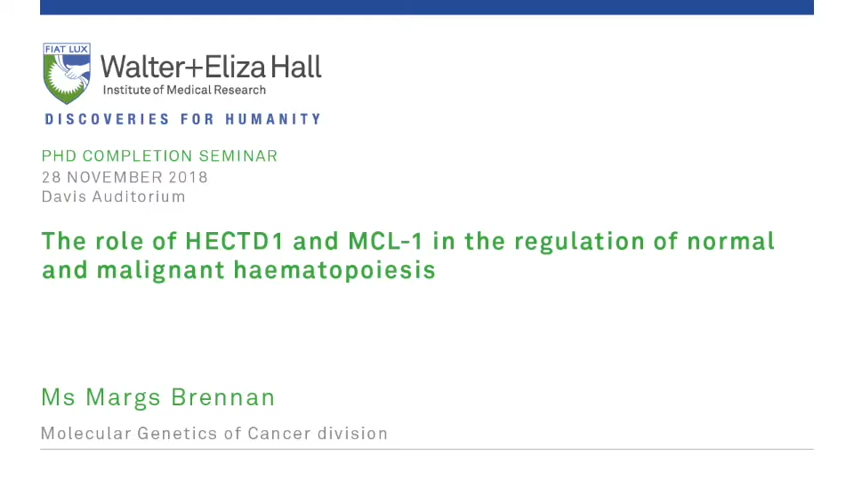 FIAT LUX
Walter+Eliza Hall
Institute of Medical Research
DISCOVERIES FOR HUMANITY
PHD COMPLETION SEMINAR
28 NOVEMBER 2018
Davis Auditorium
The role of HECTD1 and MCL-1 in the regulation of normal
and malignant haematopoiesis
Ms Margs Brennan
Molecular Genetics of Cancer division